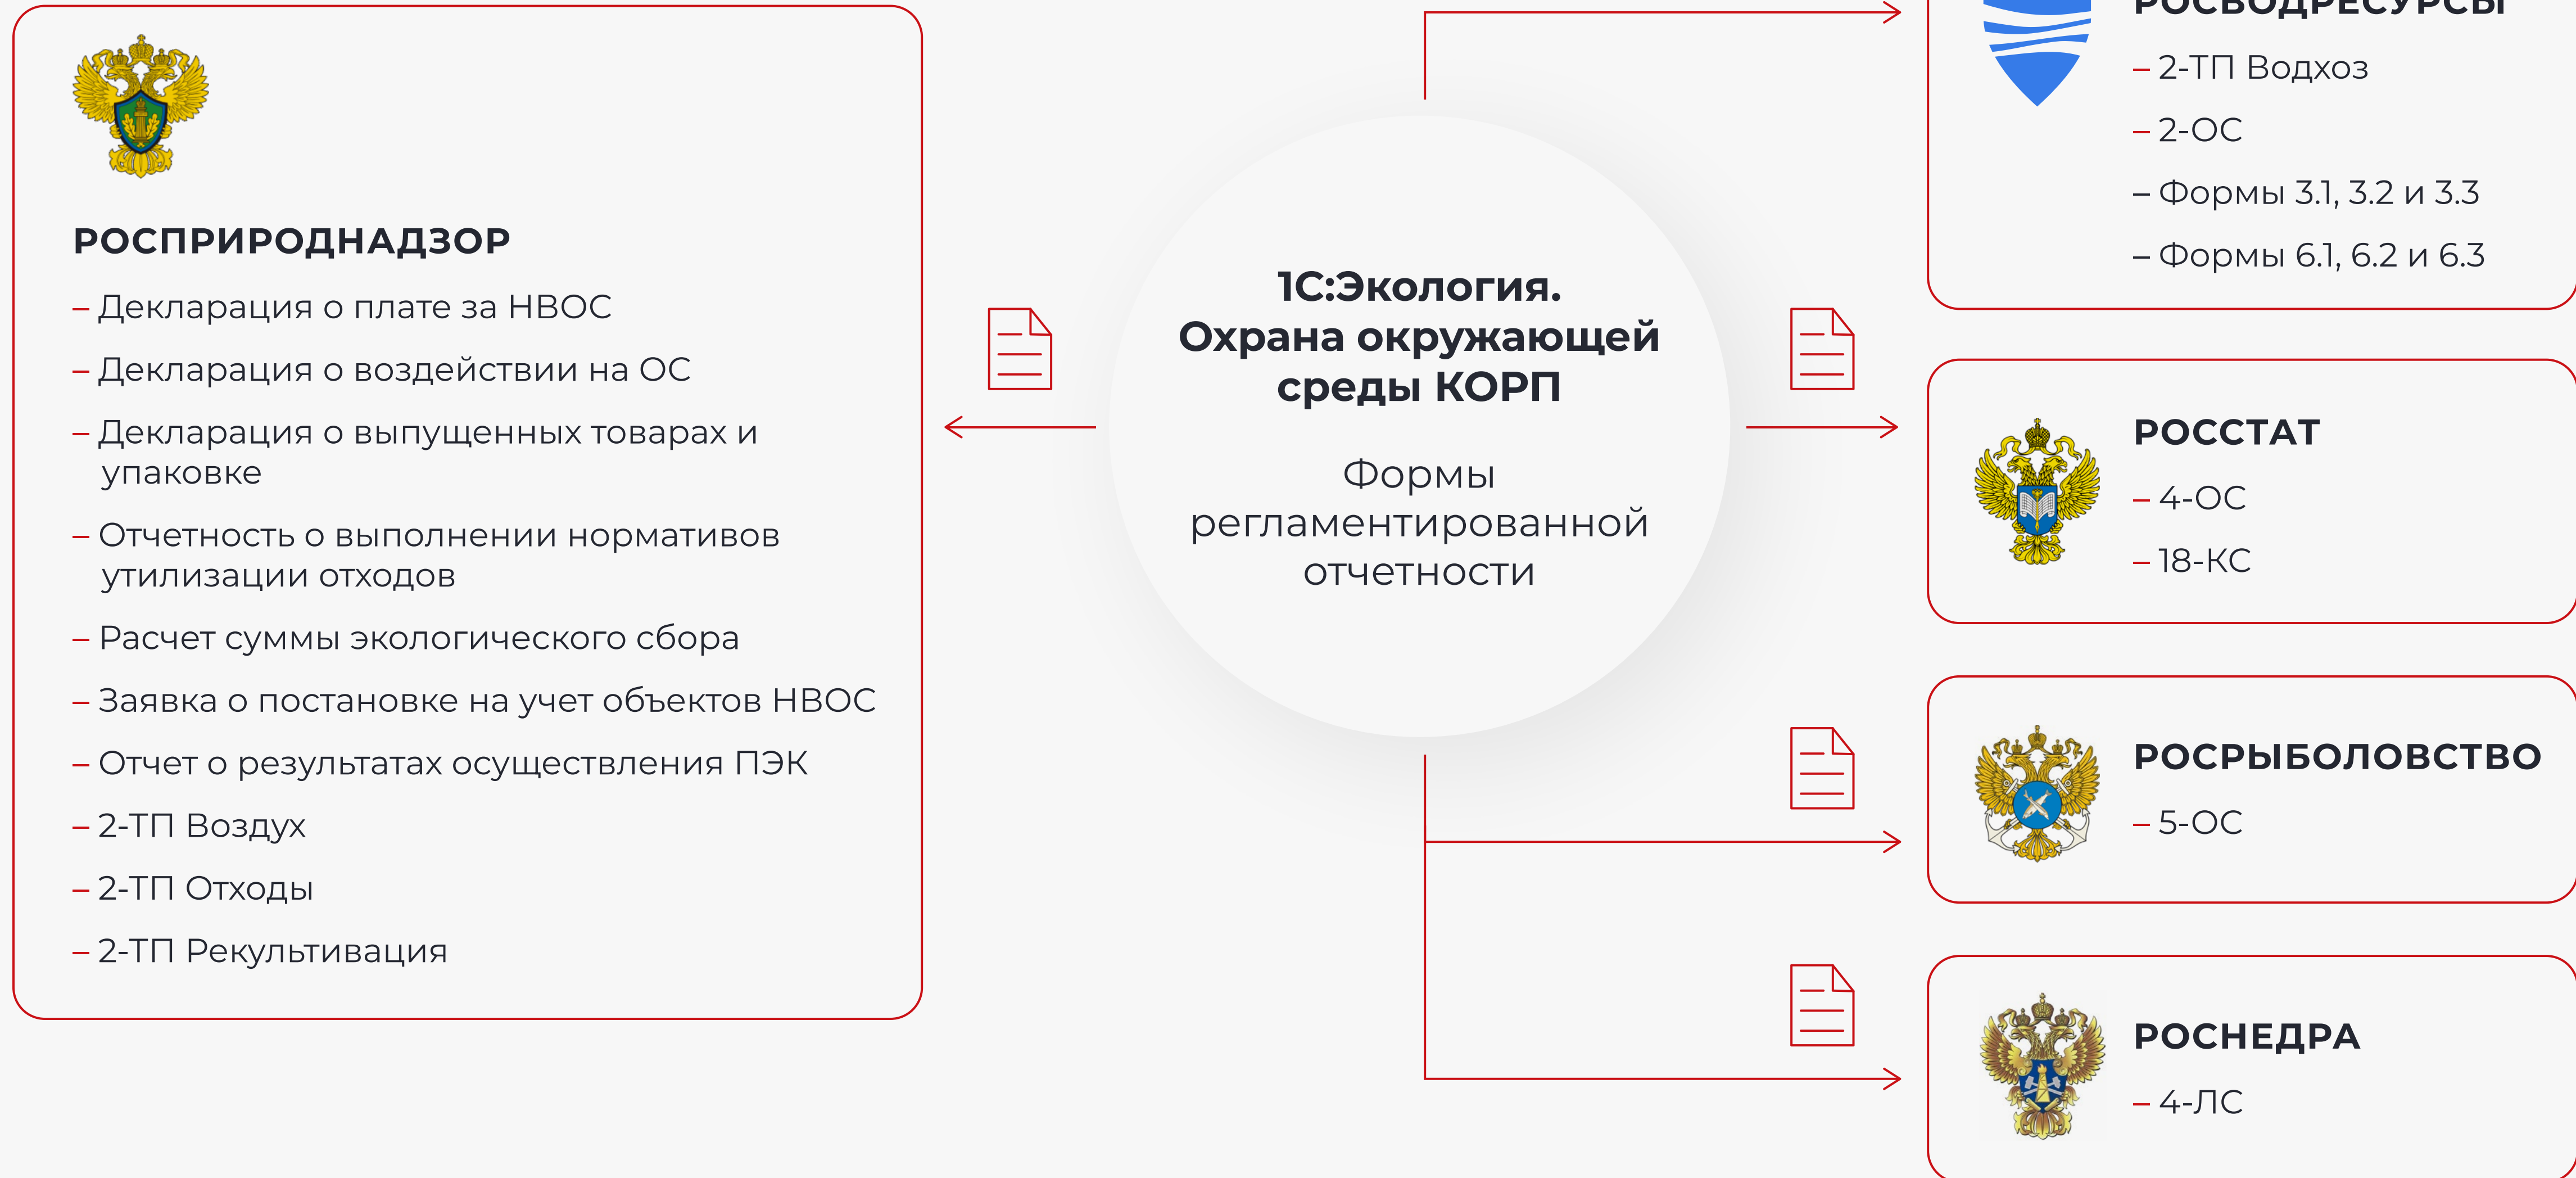 РОСПРИРОДНАДЗОР
– Декларация о плате за НВОС
– Декларация о воздействии на ОС
– Декларация о выпущенных товарах и
упаковке
– Отчетность о выполнении нормативов
утилизации отходов
– Расчет суммы экологического сбора
– Заявка о постановке на учет объектов НВОС
– Отчет о результатах осуществления ПЭК
– 2-ТП Воздух
– 2-ТП Отходы
– 2-ТП Рекультивация
1С:Экология.
Охрана окружающей
среды КОРП
Формы
регламентированной
отчетности
РОСВОДРЕСУРСЫ
– 2-ТП Водхоз
– 2-ОС
– Формы 3.1, 3.2 и 3.3
– Формы 6.1, 6.2 и 6.3
РОССТАТ
– 4-ОС
– 18-КС
РОСРЫБОЛОВСТВО
– 5-ОС
РОСНЕДРА
– 4-ЛС